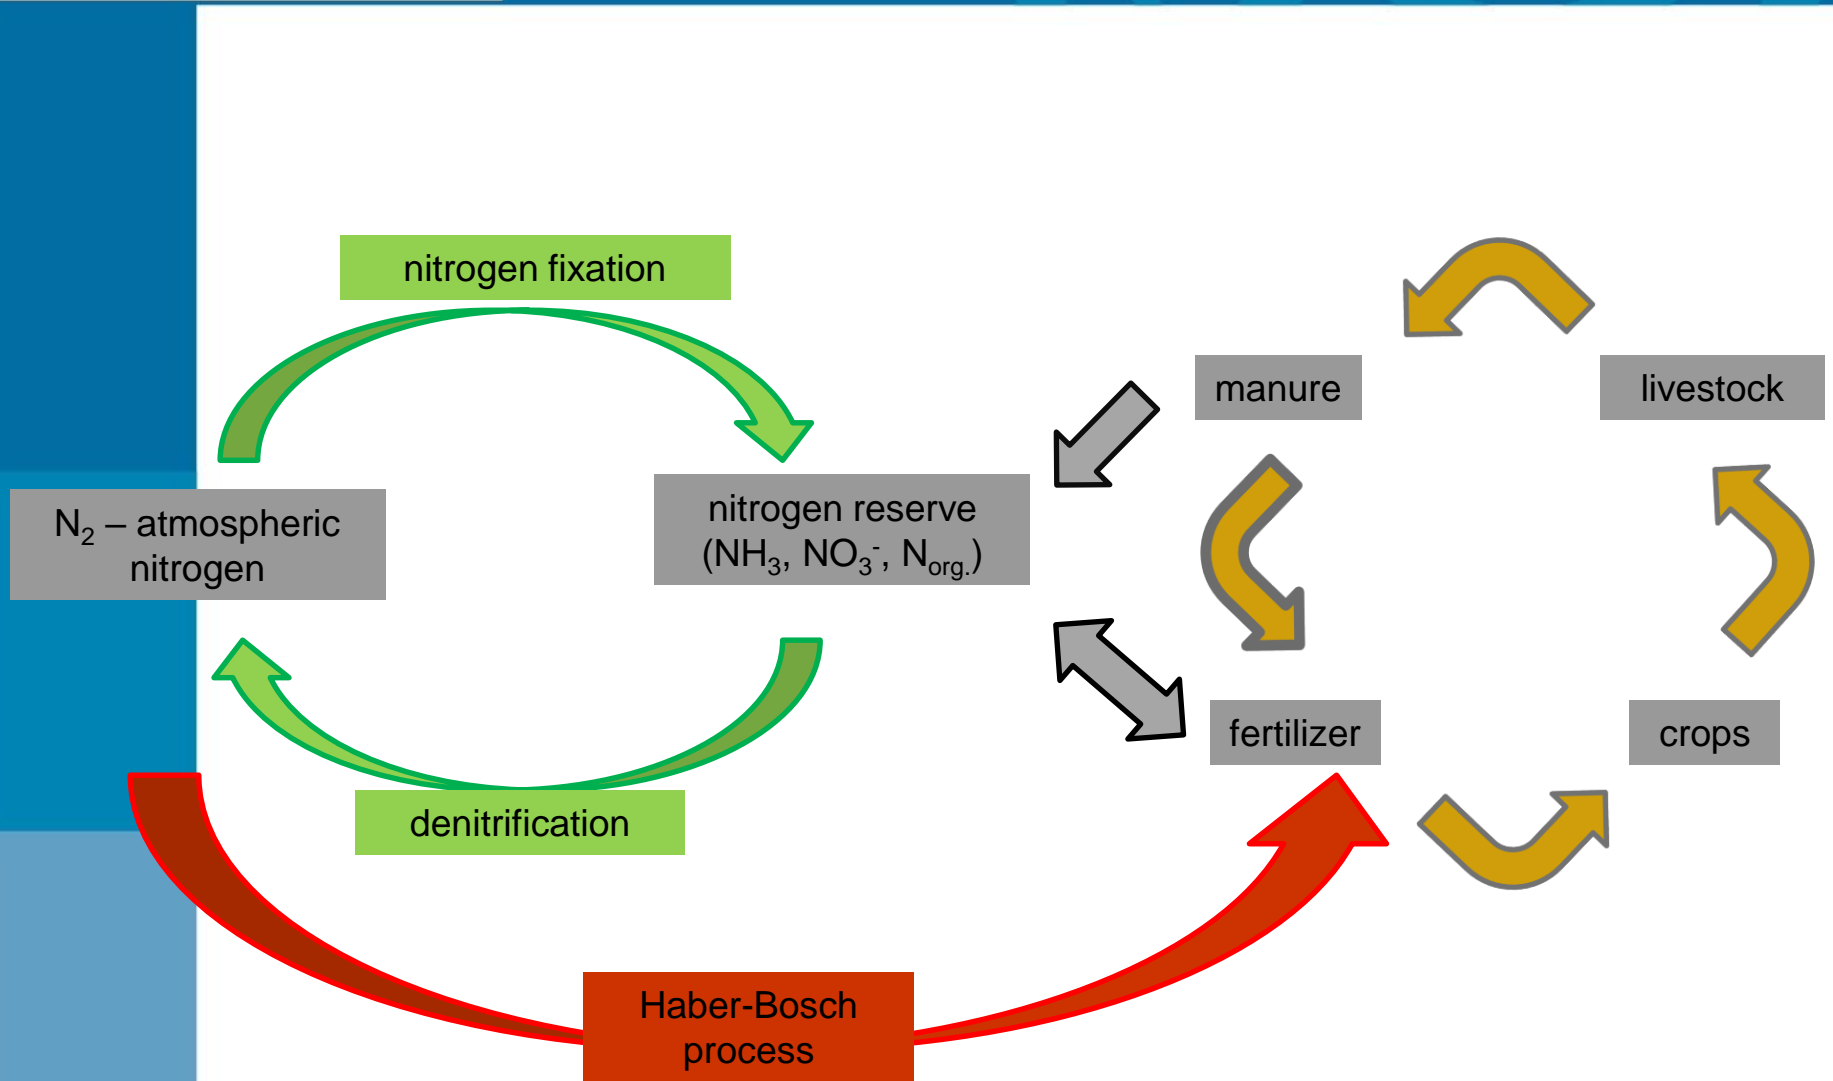 nitrogen fixation
manure
livestock
N₂ – atmospheric
nitrogen
nitrogen reserve
(NH₃, NO₃⁻, Nₒᵣg.)
fertilizer
crops
denitrification
Haber-Bosch
process